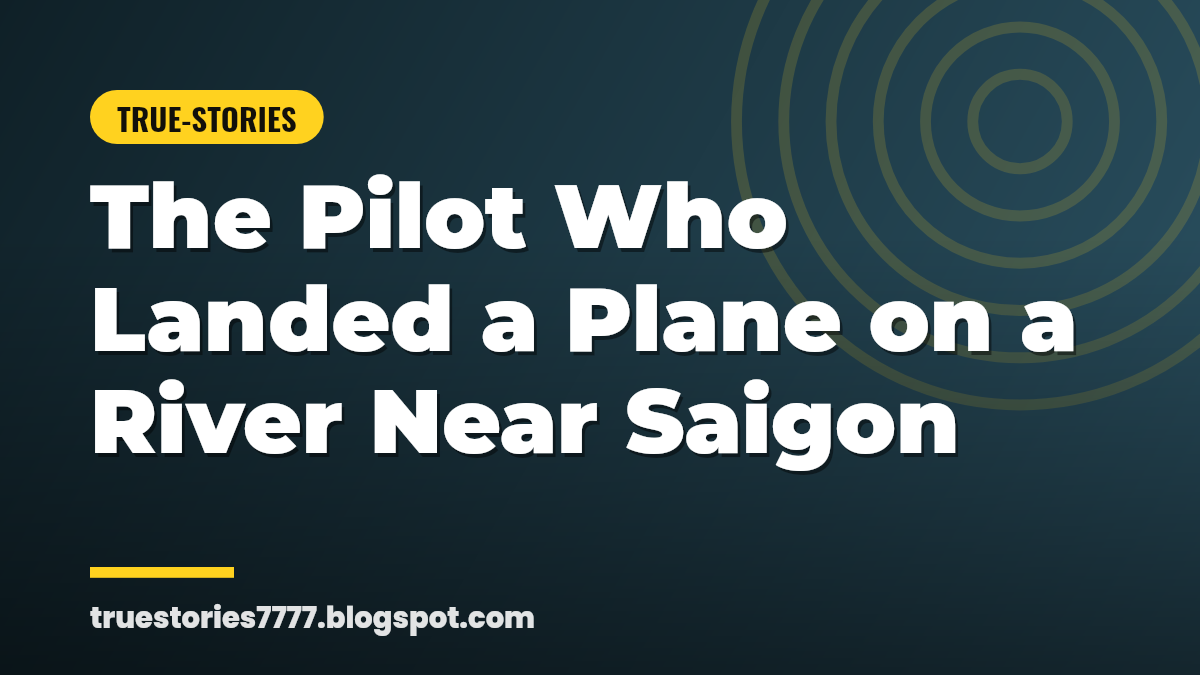 TRUE-STORIES
The Pilot Who
Landed a Plane on a
River Near Saigon
truestories7777.blogspot.com